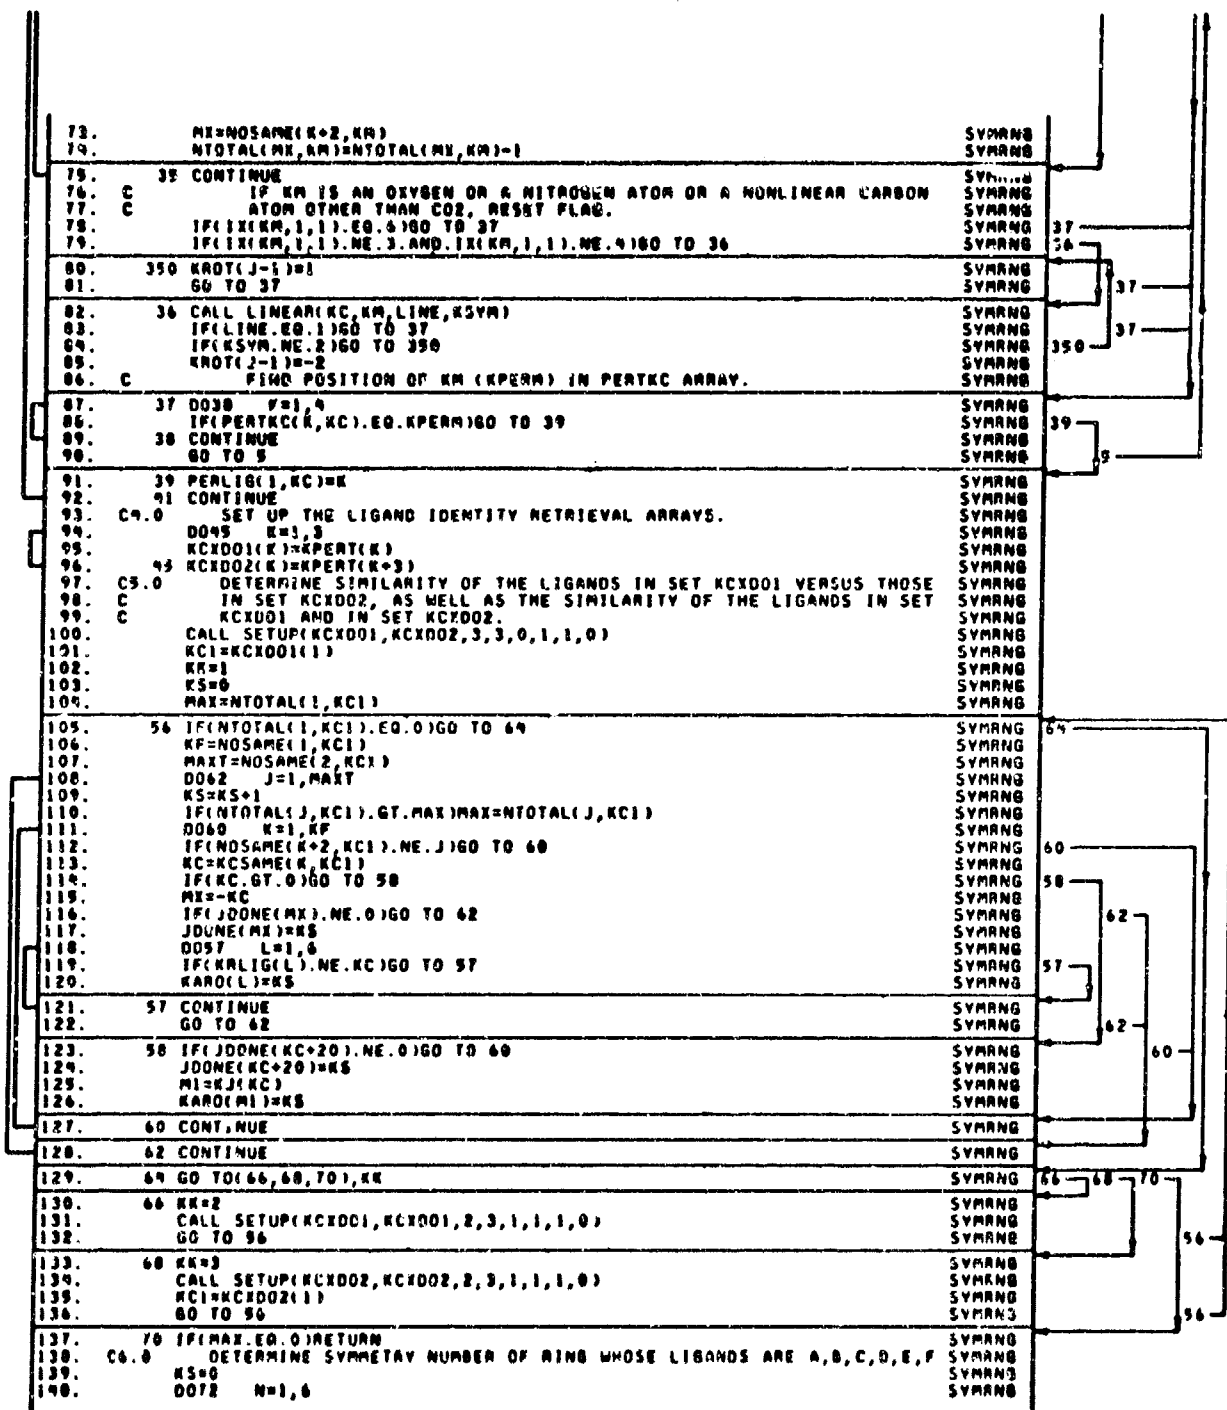 73. MX=NOSAME(K+2,KM) SYMRNG
74. NTOTAL(MX,KM)=NTOTAL(MX,KM)-1 SYMRNG
75. 35 CONTINUE SYMRNG
76. C IF KM IS AN OXYGEN OR A NITROGEN ATOM OR A NONLINEAR CARBON SYMRNG
77. C ATOM OTHER THAN CO2, RESET FLAG. SYMRNG
78. IF(IX(KM,1,1).EQ.6)GO TO 37 SYMRNG 37
79. IF(IX(KM,1,1).NE.3.AND.IX(KM,1,1).NE.4)GO TO 36 SYMRNG 36
80. 350 KROT(J-1)=1 SYMRNG
81. GO TO 37 SYMRNG 37
82. 36 CALL LINEAR(KC,KM,LINE,KSYM) SYMRNG
83. IF(LINE.EQ.1)GO TO 37 SYMRNG 37
84. IF(KSYM.NE.2)GO TO 350 SYMRNG 350
85. KROT(J-1)=-2 SYMRNG
86. C FIND POSITION OF KM (KPERM) IN PERTKC ARRAY. SYMRNG
87. 37 DO38 K=1,4 SYMRNG
88. IF(PERTKC(K,KC).EQ.KPERM)GO TO 39 SYMRNG 39
89. 38 CONTINUE SYMRNG
90. GO TO 5 SYMRNG 5
91. 39 PERLIG(1,KC)=K SYMRNG
92. 41 CONTINUE SYMRNG
93. C4.0 SET UP THE LIGAND IDENTITY RETRIEVAL ARRAYS. SYMRNG
94. DO45 K=1,3 SYMRNG
95. KCXDO1(K)=KPERT(K) SYMRNG
96. 45 KCXDO2(K)=KPERT(K+3) SYMRNG
97. C5.0 DETERMINE SIMILARITY OF THE LIGANDS IN SET KCXDO1 VERSUS THOSE SYMRNG
98. C IN SET KCXDO2, AS WELL AS THE SIMILARITY OF THE LIGANDS IN SET SYMRNG
99. C KCXDO1 AND IN SET KCXDO2. SYMRNG
100. CALL SETUP(KCXDO1,KCXDO2,3,3,0,1,1,0) SYMRNG
101. KC1=KCXDO1(1) SYMRNG
102. KK=1 SYMRNG
103. KS=0 SYMRNG
104. MAX=NTOTAL(1,KC1) SYMRNG
105. 56 IF(NTOTAL(1,KC1).EQ.0)GO TO 64 SYMRNG 64
106. KF=NOSAME(1,KC1) SYMRNG
107. MAXT=NOSAME(2,KC1) SYMRNG
108. DO62 J=1,MAXT SYMRNG
109. KS=KS+1 SYMRNG
110. IF(NTOTAL(J,KC1).GT.MAX)MAX=NTOTAL(J,KC1) SYMRNG
111. DO60 K=1,KF SYMRNG
112. IF(NOSAME(K+2,KC1).NE.J)GO TO 60 SYMRNG 60
113. KC=KCSAME(K,KC1) SYMRNG
114. IF(KC.GT.0)GO TO 58 SYMRNG 58
115. MX=-KC SYMRNG
116. IF(JDONE(MX).NE.0)GO TO 62 SYMRNG 62
117. JDONE(MX)=KS SYMRNG
118. DO57 L=1,6 SYMRNG
119. IF(KRLIG(L).NE.KC)GO TO 57 SYMRNG 57
120. KARO(L)=KS SYMRNG
121. 57 CONTINUE SYMRNG
122. GO TO 62 SYMRNG 62
123. 58 IF(JDONE(KC+20).NE.0)GO TO 60 SYMRNG 60
124. JDONE(KC+20)=KS SYMRNG
125. M1=KJ(KC) SYMRNG
126. KARO(M1)=KS SYMRNG
127. 60 CONTINUE SYMRNG
128. 62 CONTINUE SYMRNG
129. 64 GO TO(66,68,70),KK SYMRNG 66 68 70
130. 66 KK=2 SYMRNG
131. CALL SETUP(KCXDO1,KCXDO1,2,3,1,1,1,0) SYMRNG
132. GO TO 56 SYMRNG 56
133. 68 KK=3 SYMRNG
134. CALL SETUP(KCXDO2,KCXDO2,2,3,1,1,1,0) SYMRNG
135. KC1=KCXDO2(1) SYMRNG
136. GO TO 56 SYMRNG 56
137. 70 IF(MAX.EQ.0)RETURN SYMRNG
138. C6.0 DETERMINE SYMMETRY NUMBER OF RING WHOSE LIGANDS ARE A,B,C,D,E,F SYMRNG
139. KS=0 SYMRNG
140. DO72 N=1,6 SYMRNG